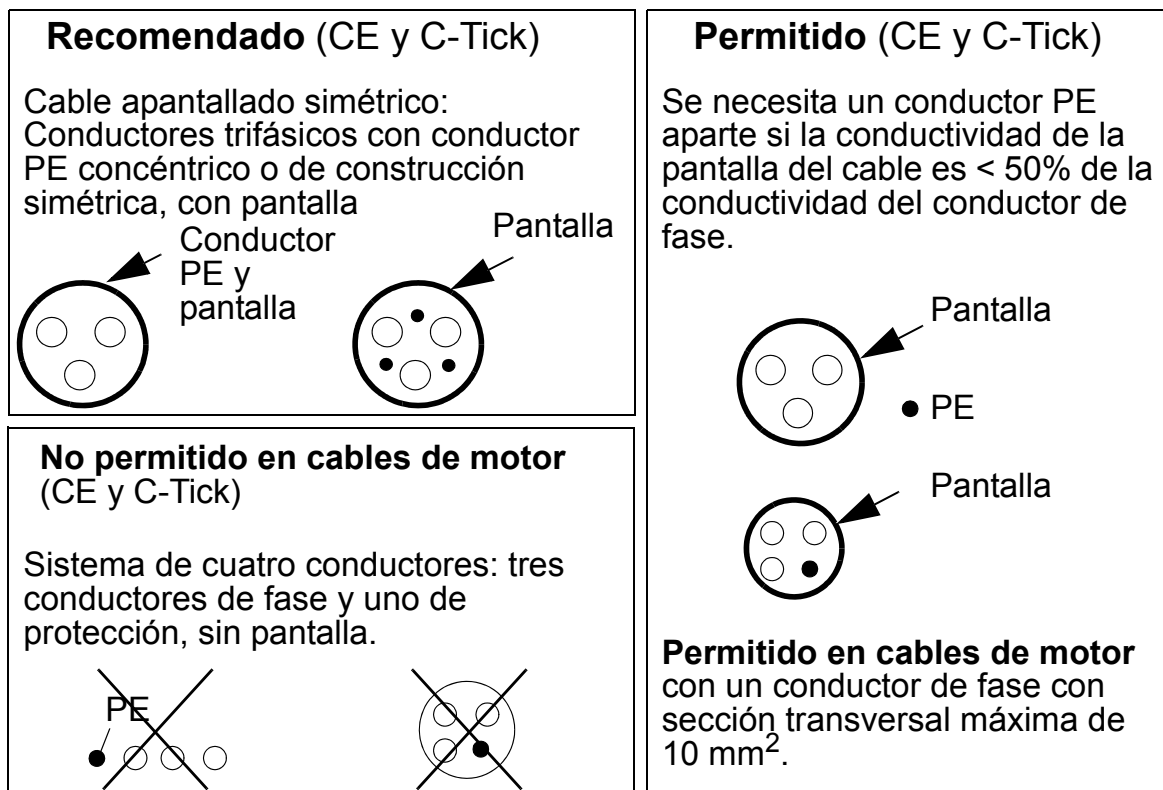 Recomendado (CE y C-Tick)
Cable apantallado simétrico:
Conductores trifásicos con conductor
PE concéntrico o de construcción
simétrica, con pantalla
Conductor
PE y
pantalla
Pantalla
No permitido en cables de motor
(CE y C-Tick)
Sistema de cuatro conductores: tres
conductores de fase y uno de
protección, sin pantalla.
PE
Permitido (CE y C-Tick)
Se necesita un conductor PE
aparte si la conductividad de la
pantalla del cable es < 50% de la
conductividad del conductor de
fase.
Pantalla
PE
Pantalla
Permitido en cables de motor
con un conductor de fase con
sección transversal máxima de
10 mm².